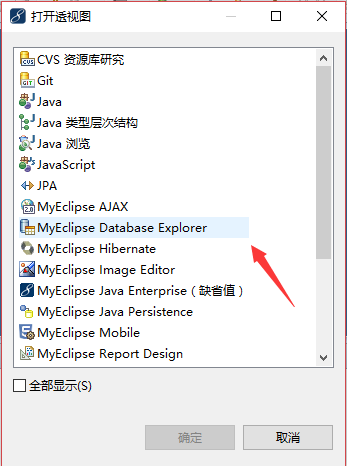 打开透视图
CVS 资源库研究
Git
Java
Java 类型层次结构
Java 浏览
JavaScript
JPA
MyEclipse AJAX
MyEclipse Database Explorer
MyEclipse Hibernate
MyEclipse Image Editor
MyEclipse Java Enterprise（缺省值）
MyEclipse Java Persistence
MyEclipse Mobile
MyEclipse Report Design
全部显示(S)
确定
取消